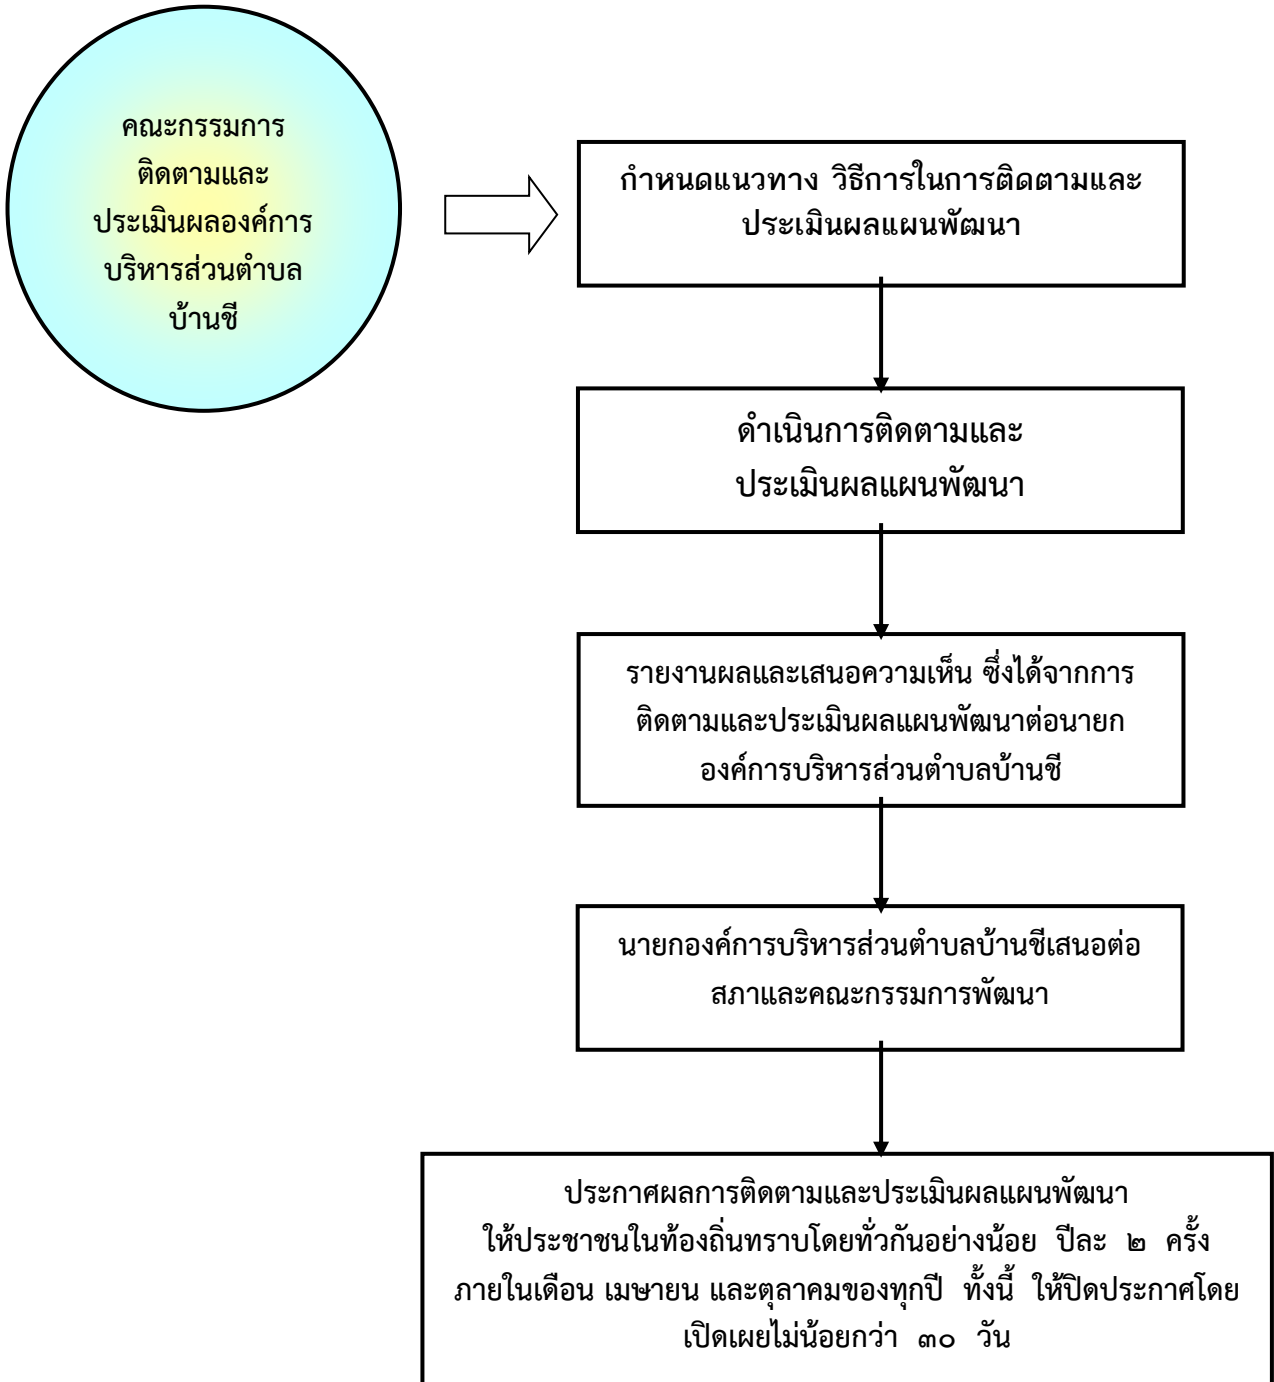 คณะกรรมการ
ติดตามและ
ประเมินผลองค์การ
บริหารส่วนตำบล
บ้านชี
กำหนดแนวทาง วิธีการในการติดตามและ
ประเมินผลแผนพัฒนา
ดำเนินการติดตามและ
ประเมินผลแผนพัฒนา
รายงานผลและเสนอความเห็น ซึ่งได้จากการ
ติดตามและประเมินผลแผนพัฒนาต่อนายก
องค์การบริหารส่วนตำบลบ้านชี
นายกองค์การบริหารส่วนตำบลบ้านชีเสนอต่อ
สภาและคณะกรรมการพัฒนา
ประกาศผลการติดตามและประเมินผลแผนพัฒนา
ให้ประชาชนในท้องถิ่นทราบโดยทั่วกันอย่างน้อย ปีละ ๒ ครั้ง
ภายในเดือน เมษายน และตุลาคมของทุกปี ทั้งนี้ ให้ปิดประกาศโดย
เปิดเผยไม่น้อยกว่า ๓๐ วัน